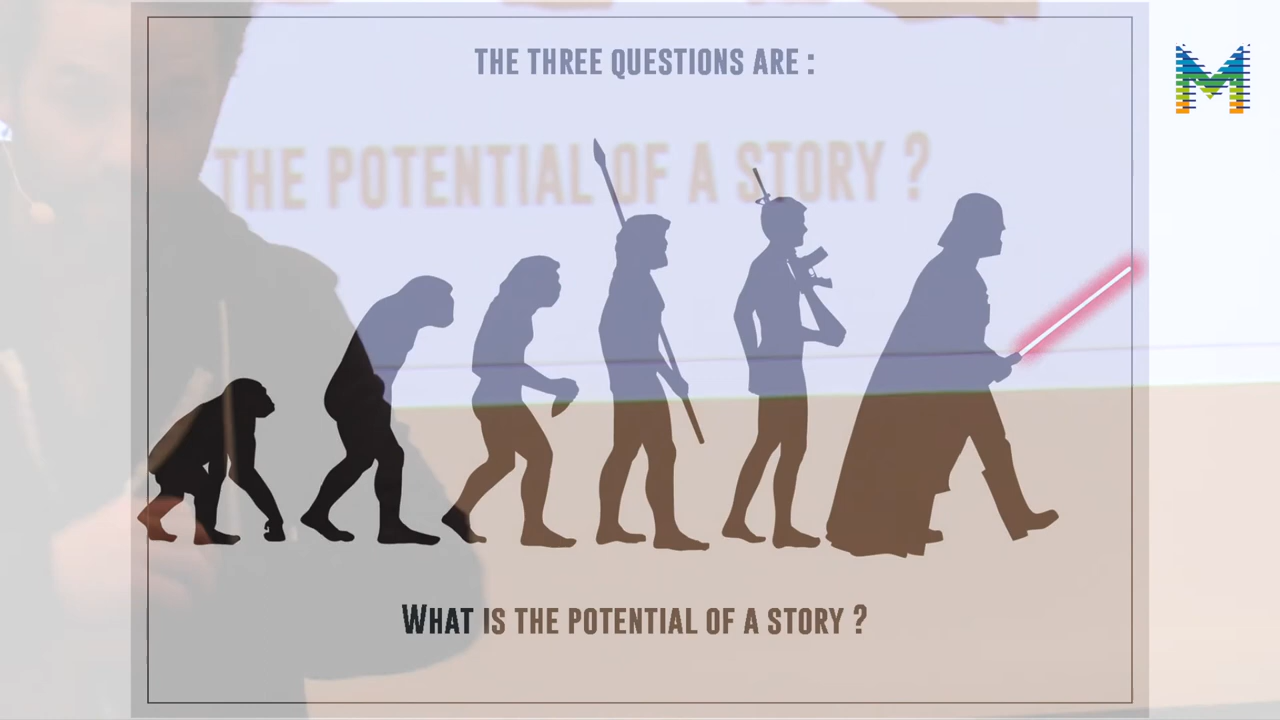 THE THREE QUESTIONS ARE :
THE POTENTIAL OF A STORY ?
WHAT IS THE POTENTIAL OF A STORY ?
M